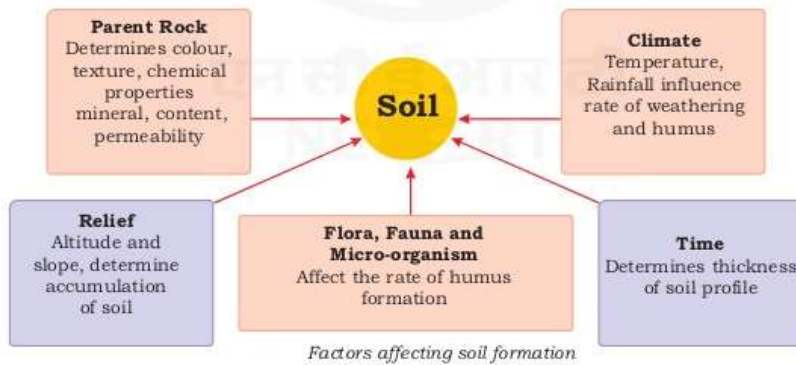 Parent Rock
Determines colour,
texture, chemical
properties
mineral, content,
permeability
Soil
Climate
Temperature,
Rainfall influence
rate of weathering
and humus
Relief
Altitude and
slope, determine
accumulation
of soil
Flora, Fauna and
Micro-organism
Affect the rate of humus
formation
Time
Determines thickness
of soil profile
Factors affecting soil formation